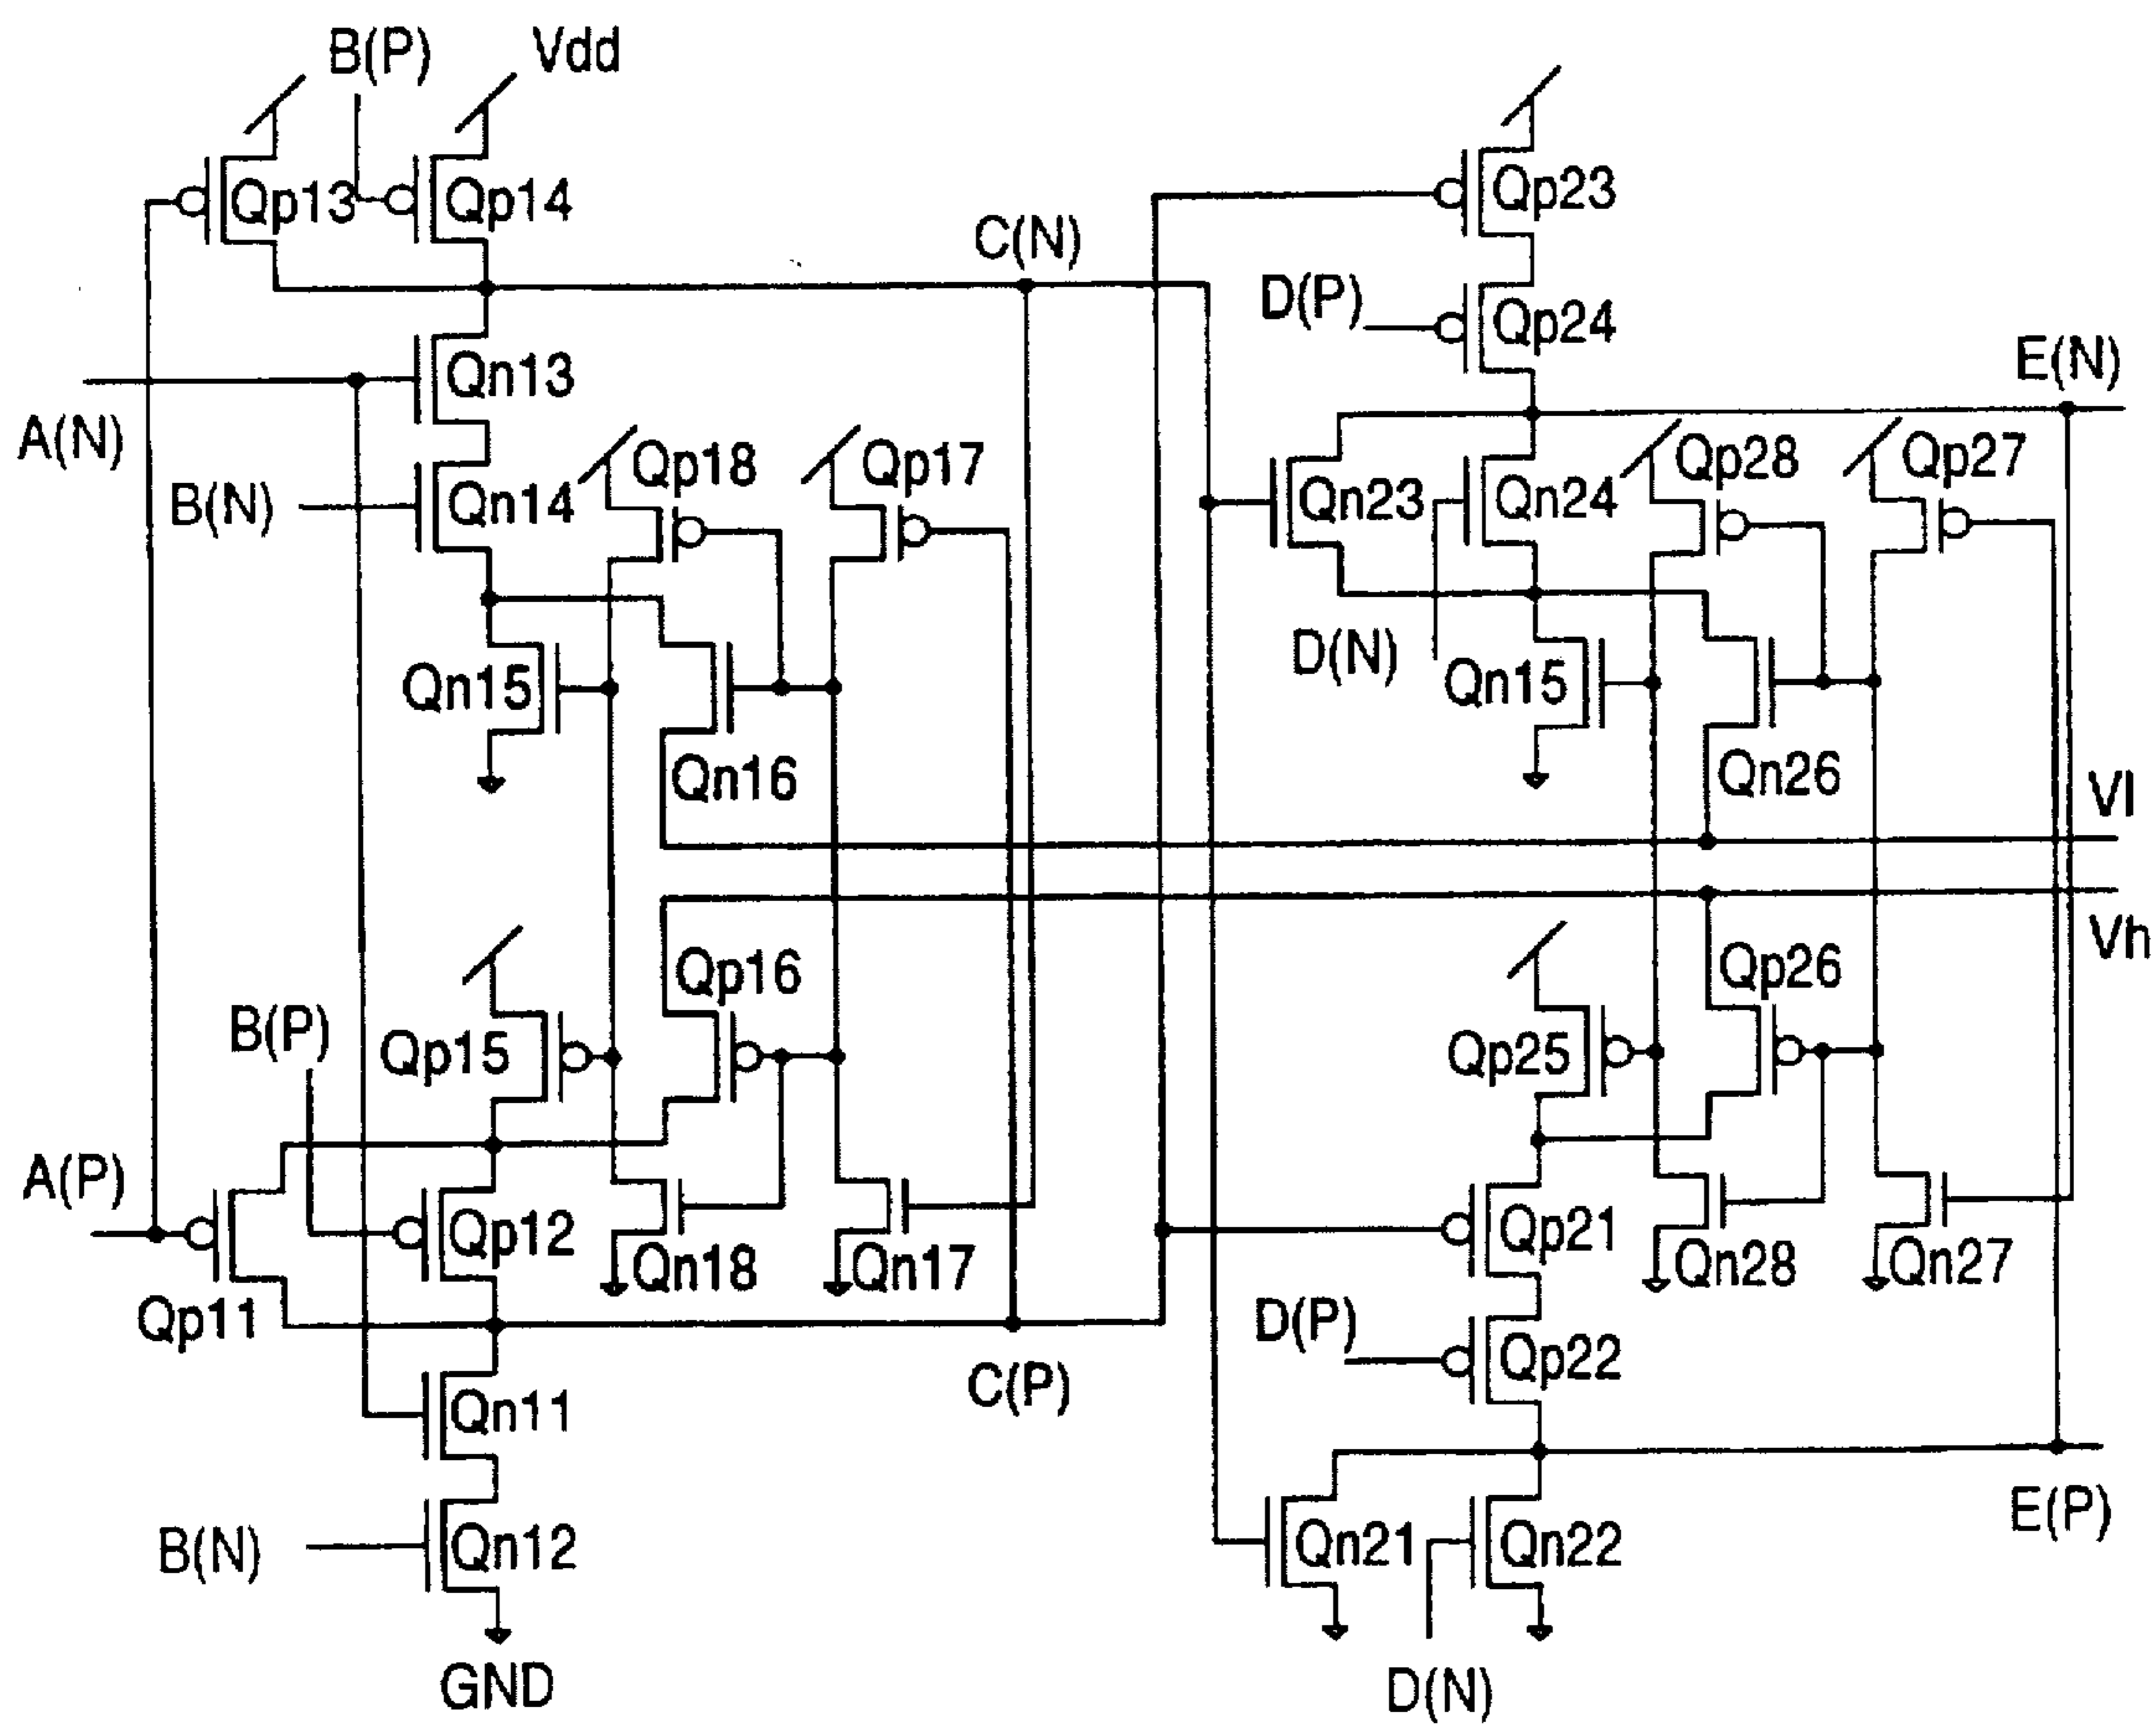 B(P)
Vdd
Qp13
Qp14
Qp23
C(N)
D(P)
Qp24
E(N)
Qn13
A(N)
Qp18
Qp17
Qp28
Qp27
B(N)
Qn14
Qn23
Qn24
D(N)
Qn15
Qn15
Qn16
Qn26
Vl
Vh
Qp16
Qp26
B(P)
Qp15
Qp25
A(P)
Qp12
Qp21
Qn18
Qn17
Qn28
Qn27
Qp11
D(P)
Qp22
C(P)
Qn11
E(P)
B(N)
Qn12
Qn21
Qn22
GND
D(N)